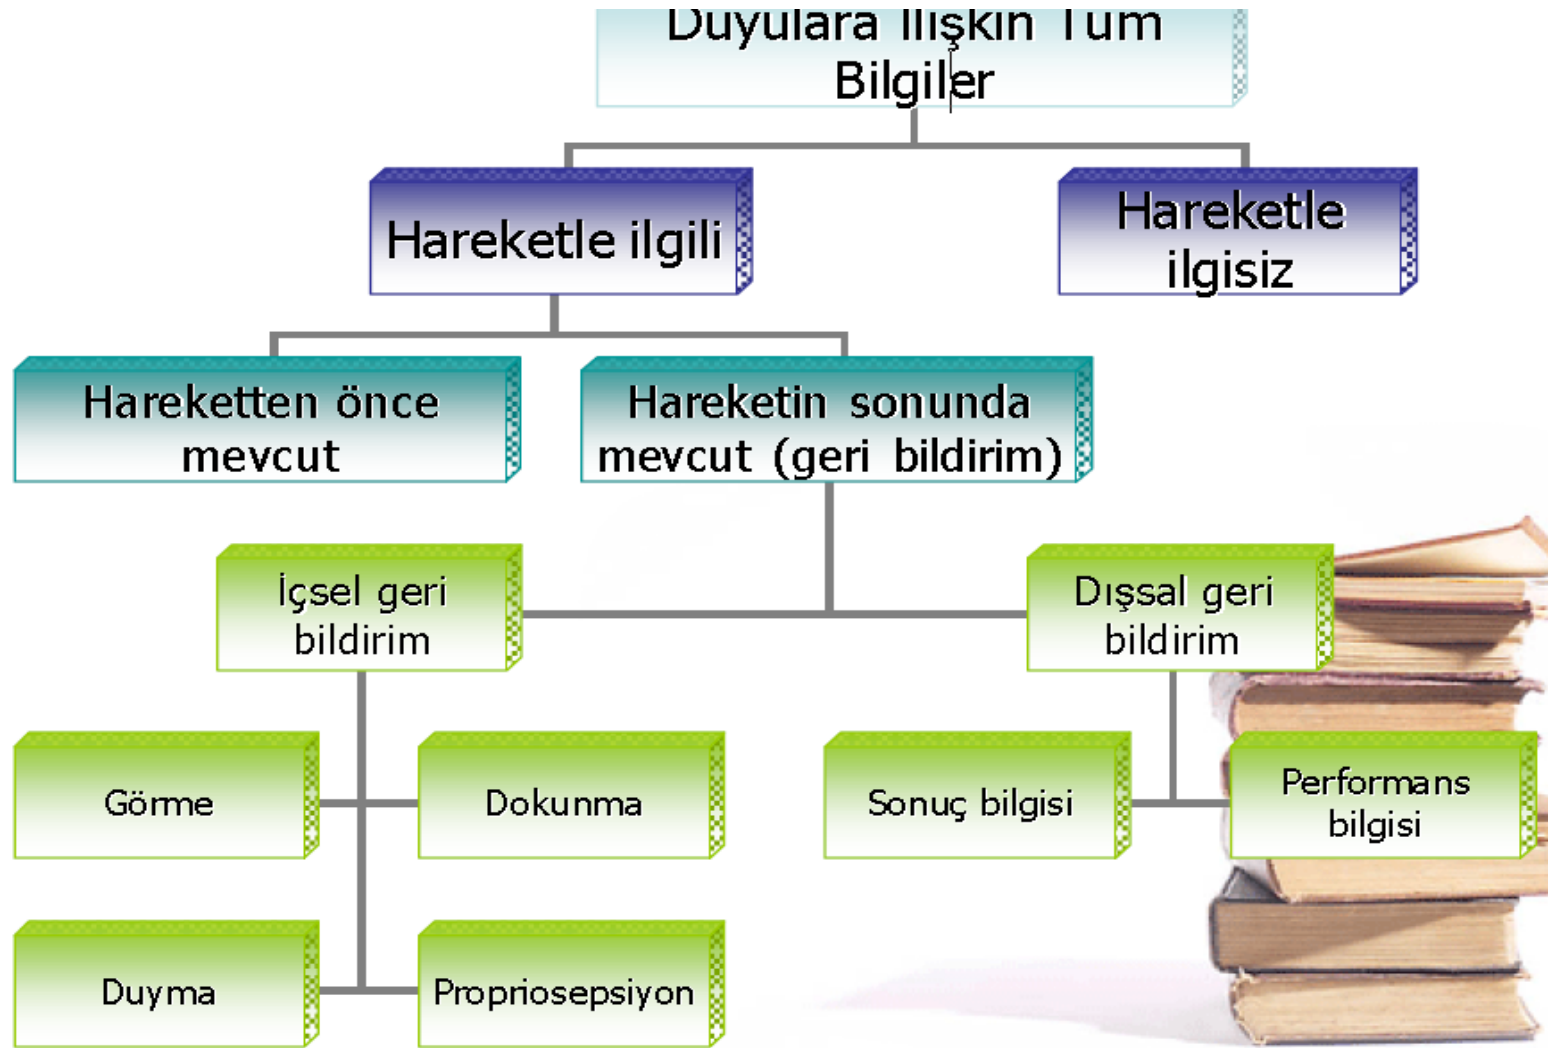 Duyulara İlişkin Tüm
Bilgiler
Hareketle ilgili
Hareketle
ilgisiz
Hareketten önce
mevcut
Hareketin sonunda
mevcut (geri bildirim)
İçsel geri
bildirim
Dışsal geri
bildirim
Görme
Dokunma
Sonuç bilgisi
Performans
bilgisi
Duyma
Propriosepsiyon